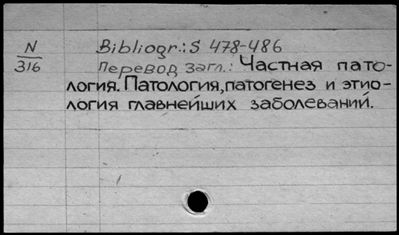 N
316
Bibliogr.: S 478-486
Перевод загл.: Частная пато-
логия. Патология, патогенез и этио-
логия главнейших заболеваний.